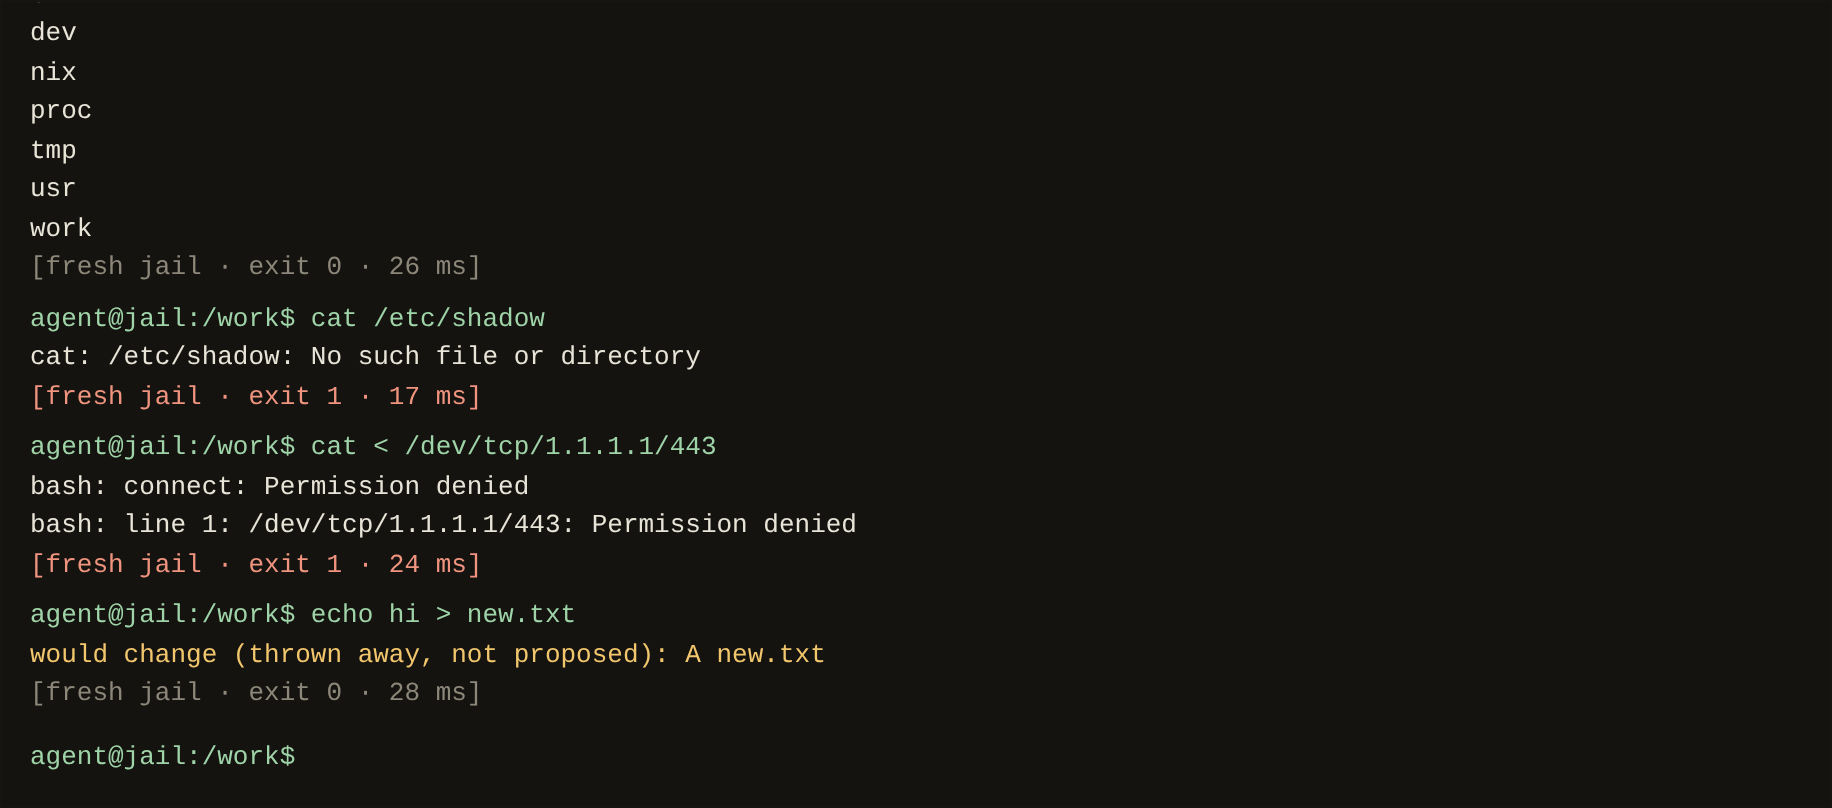 dev
nix
proc
tmp
usr
work
[fresh jail · exit 0 · 26 ms]
agent@jail:/work$ cat /etc/shadow
cat: /etc/shadow: No such file or directory
[fresh jail · exit 1 · 17 ms]
agent@jail:/work$ cat < /dev/tcp/1.1.1.1/443
bash: connect: Permission denied
bash: line 1: /dev/tcp/1.1.1.1/443: Permission denied
[fresh jail · exit 1 · 24 ms]
agent@jail:/work$ echo hi > new.txt
would change (thrown away, not proposed): A new.txt
[fresh jail · exit 0 · 28 ms]
agent@jail:/work$